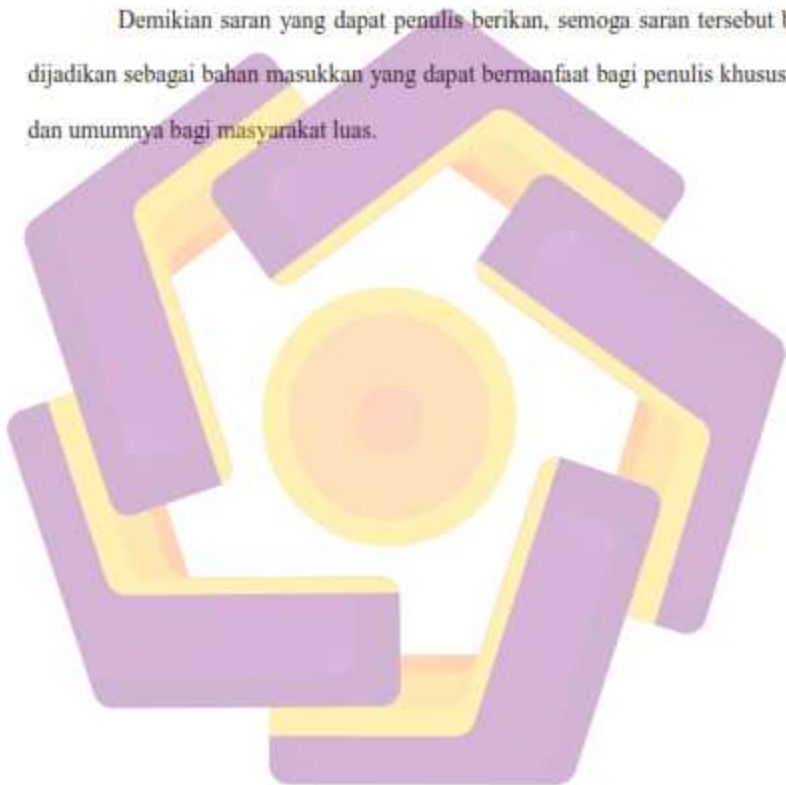 Demikian saran yang dapat penulis berikan, semoga saran tersebut
dijadikan sebagai bahan masukkan yang dapat bermanfaat bagi penulis khusus
dan umumnya bagi masyarakat luas.